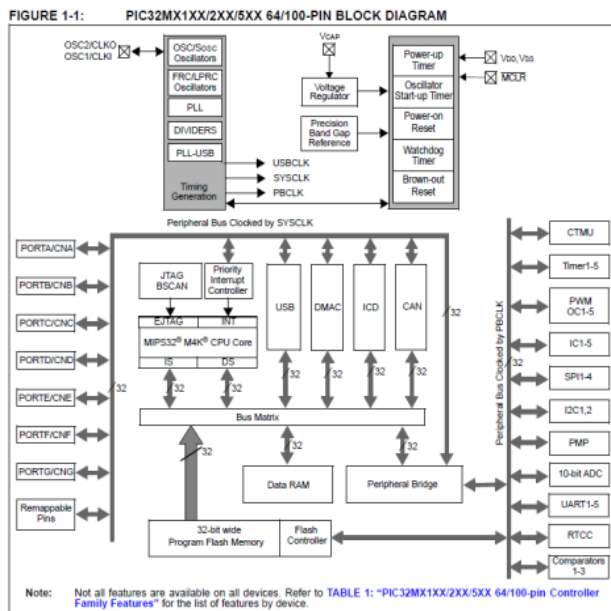 FIGURE 1-1: PIC32MX1XX/2XX/5XX 64/100-PIN BLOCK DIAGRAM
OSC2/CLKO
OSC1/CLKI
OSC/Sosc
Oscillators
FRC/LPRC
Oscillators
PLL
DIVIDERS
PLL-USB
Timing
Generation
USBCLK
SYSCLK
PBCLK
VCAP
Voltage
Regulator
Precision
Band Gap
Reference
Power-up
Timer
Oscillator
Start-up Timer
Power-on
Reset
Watchdog
Timer
Brown-out
Reset
VDD, VSS
MCLR
Peripheral Bus Clocked by SYSCLK
PORTA/CNA
PORTB/CNB
PORTC/CNC
PORTD/CND
PORTE/CNE
PORTF/CNF
PORTG/CNG
Remappable
Pins
32
JTAG
BSCAN
Priority
Interrupt
Controller
EJTAG INT
MIPS32® M4K® CPU Core
IS DS
32 32
USB
DMAC
ICD
CAN
32 32 32 32
32
Bus Matrix
32
32
32
Data RAM
Peripheral Bridge
32-bit wide
Program Flash Memory
Flash
Controller
Peripheral Bus Clocked by PBCLK
32
CTMU
Timer1-5
PWM
OC1-5
IC1-5
SPI1-4
I2C1,2
PMP
10-bit ADC
UART1-5
RTCC
Comparators
1-3
Note: Not all features are available on all devices. Refer to TABLE 1: “PIC32MX1XX/2XX/5XX 64/100-pin Controller
Family Features” for the list of features by device.